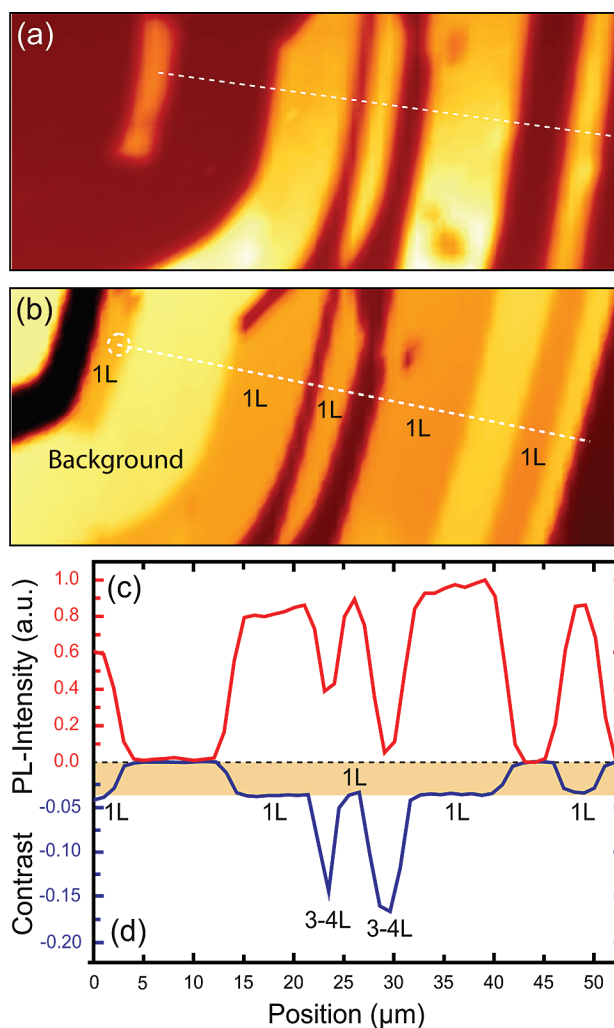 (a)
(b)
1L
1L
1L
1L
1L
Background
(c)
PL-Intensity (a.u.)
1.0
0.8
0.6
0.4
0.2
0.0
1L
-0.05
1L
1L
1L
1L
Contrast
-0.10
-0.15
3-4L
3-4L
-0.20
(d)
0
5
10
15
20
25
30
35
40
45
50
Position (µm)